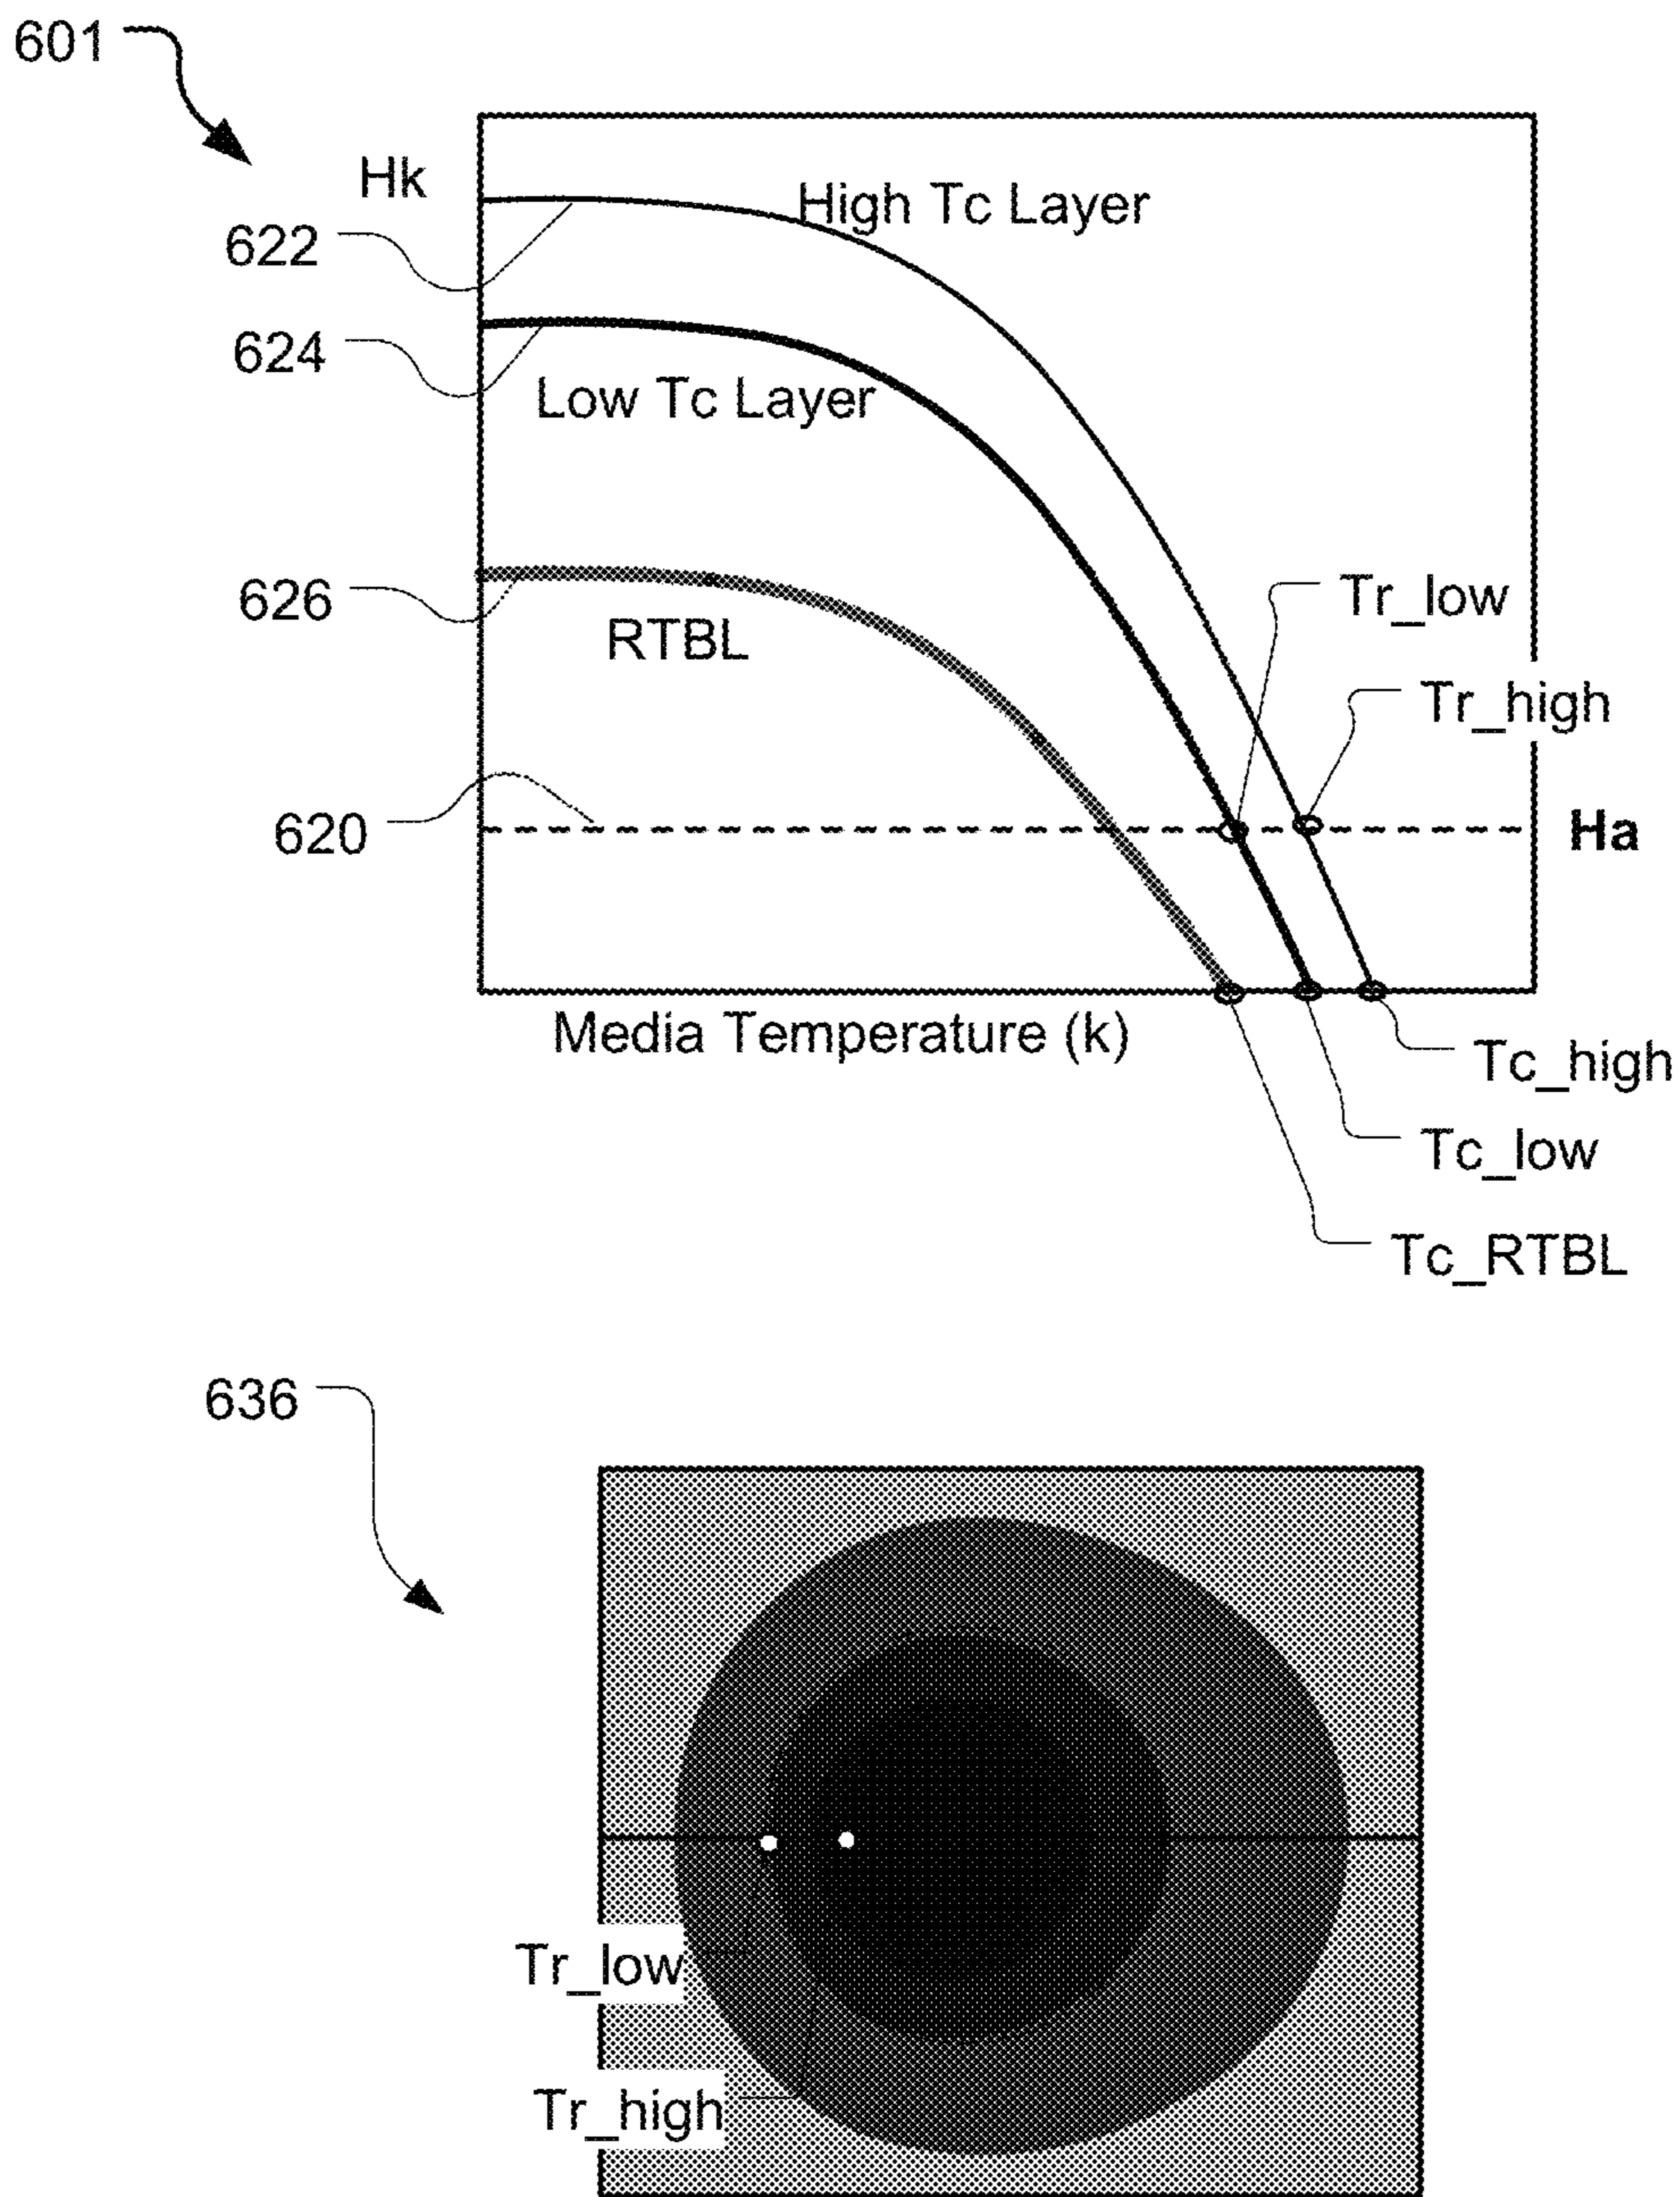 601
Hk
High Tc Layer
622
624
Low Tc Layer
626
RTBL
Tr_low
Tr_high
620
Ha
Media Temperature (k)
Tc_high
Tc_low
Tc_RTBL
636
Tr_low
Tr_high